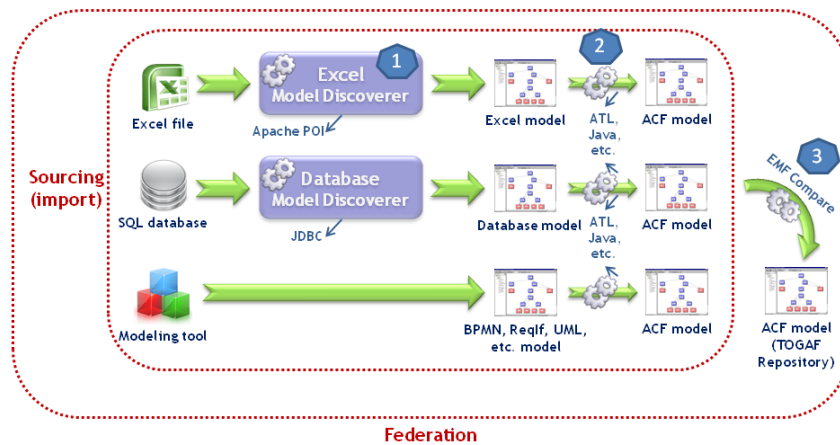 1
2
3
Excel
Model Discoverer
Excel file
Apache POI
Excel model
ATL,
Java,
etc.
ACF model
Sourcing
(import)
EMF Compare
Database
Model Discoverer
SQL database
JDBC
Database model
ATL,
Java,
etc.
ACF model
Modeling tool
BPMN, ReqIf, UML,
etc. model
ACF model
ACF model
(TOGAF
Repository)
Federation